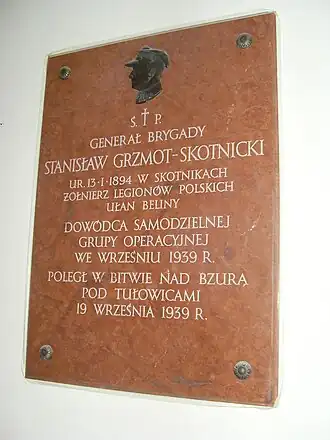 Ś. † P.
GENERAŁ BRYGADY
STANISŁAW GRZMOT-SKOTNICKI
UR. 13·I·1894 W SKOTNIKACH
ŻOŁNIERZ LEGIONÓW POLSKICH
UŁAN BELINY
DOWÓDCA SAMODZIELNEJ
GRUPY OPERACYJNEJ
WE WRZEŚNIU 1939 R.
POLEGŁ W BITWIE NAD BZURĄ
POD TUŁOWICAMI
19 WRZEŚNIA 1939 R.